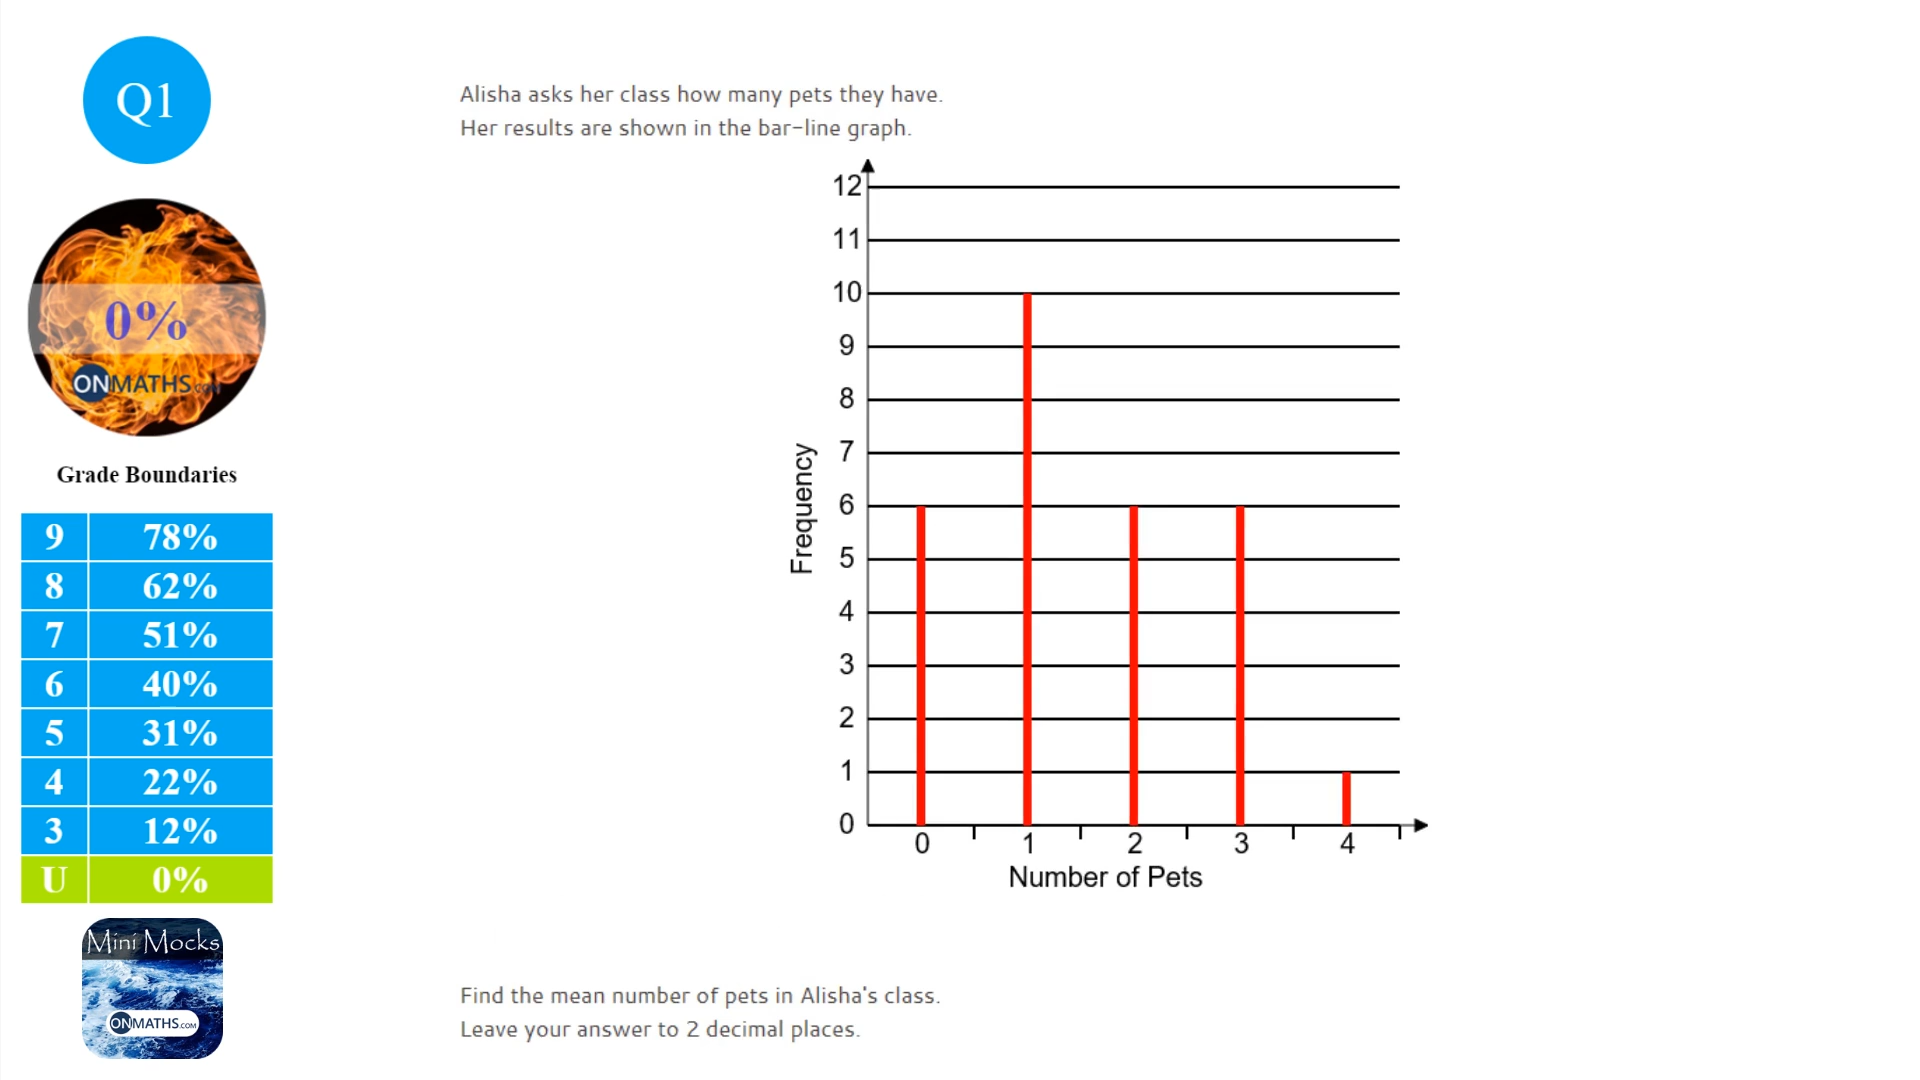 Q1
0%
ONMATHS.com
Grade Boundaries
9 78%
8 62%
7 51%
6 40%
5 31%
4 22%
3 12%
U 0%
Mini Mocks
ONMATHS.COM
Alisha asks her class how many pets they have.
Her results are shown in the bar-line graph.
12
11
10
9
8
7
6
5
4
3
2
1
0
Frequency
0 1 2 3 4
Number of Pets
Find the mean number of pets in Alisha's class.
Leave your answer to 2 decimal places.